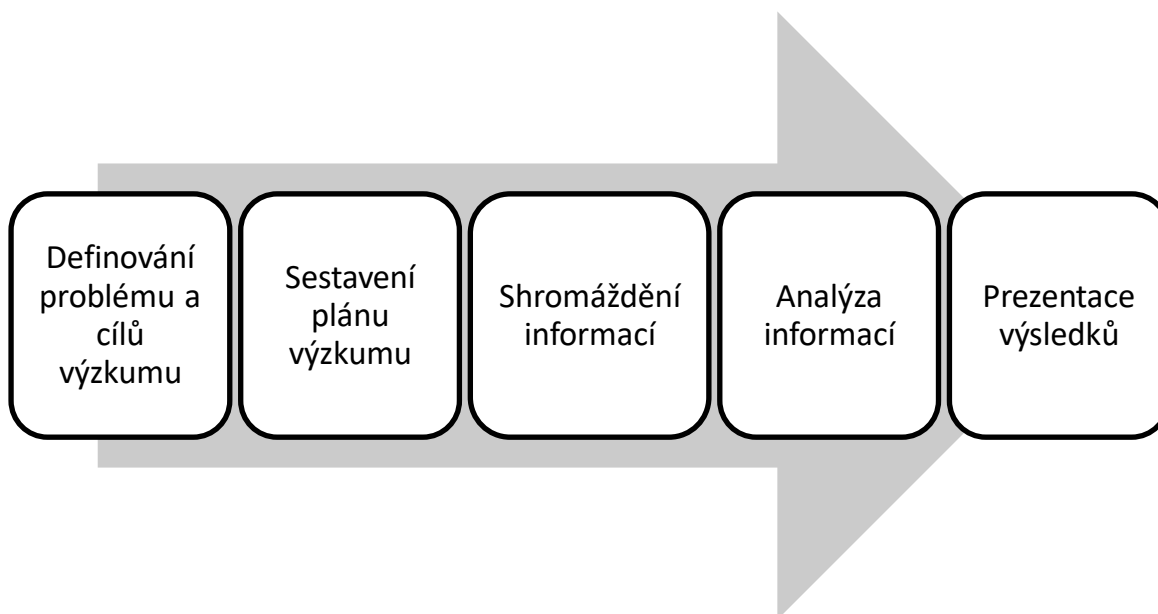 Definování
problému a
cílů
výzkumu
Sestavení
plánu
výzkumu
Shromáždění
informací
Analýza
informací
Prezentace
výsledků